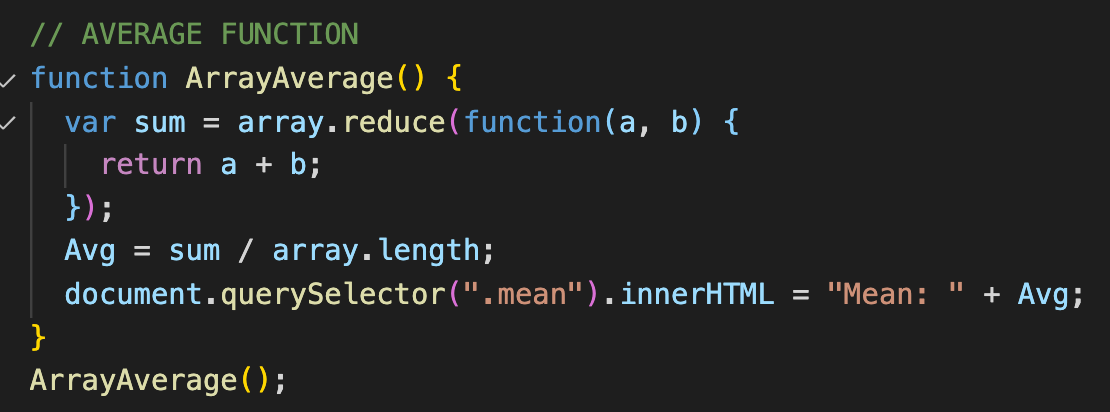 // AVERAGE FUNCTION
function ArrayAverage() {
  var sum = array.reduce(function(a, b) {
    return a + b;
  });
  Avg = sum / array.length;
  document.querySelector(".mean").innerHTML = "Mean: " + Avg;
}
ArrayAverage();